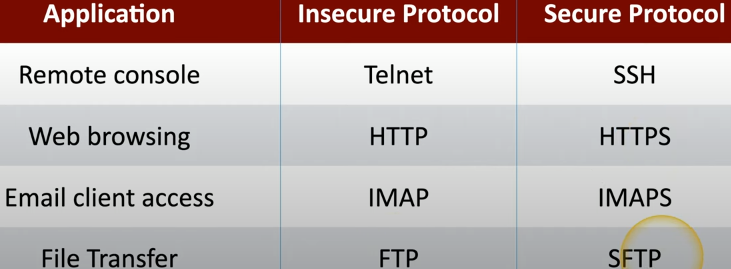 Application Insecure Protocol Secure Protocol
Remote console Telnet SSH
Web browsing HTTP HTTPS
Email client access IMAP IMAPS
File Transfer FTP SFTP